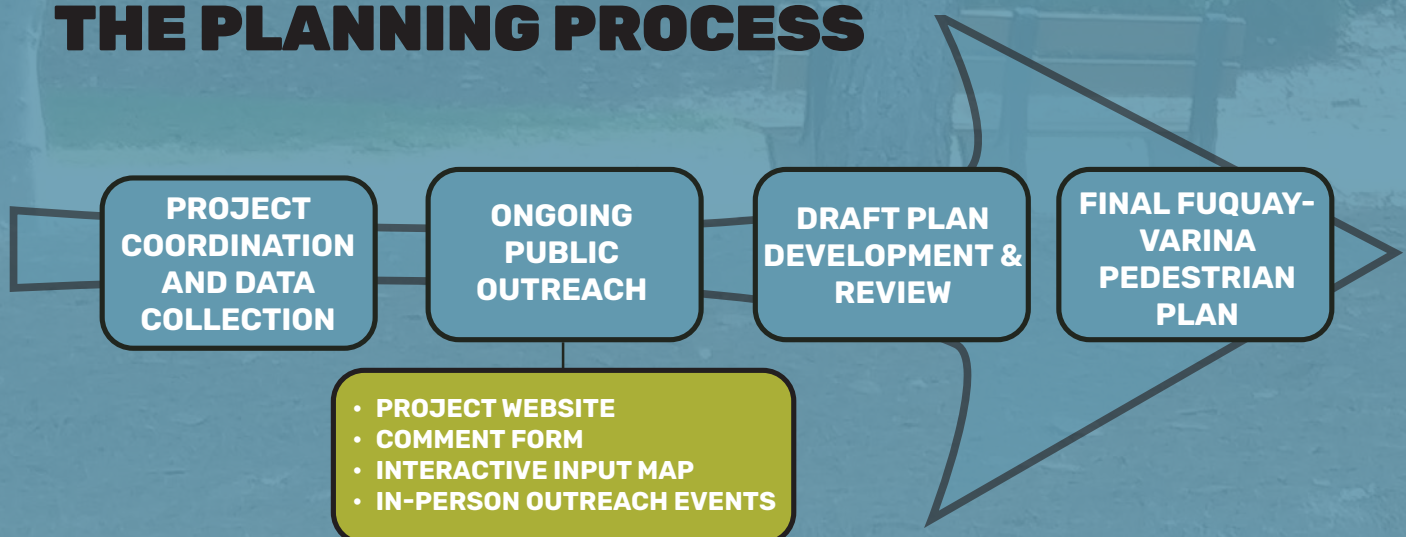 THE PLANNING PROCESS
PROJECT
COORDINATION
AND DATA
COLLECTION
ONGOING
PUBLIC
OUTREACH
DRAFT PLAN
DEVELOPMENT &
REVIEW
FINAL FUQUAY-
VARINA
PEDESTRIAN
PLAN
• PROJECT WEBSITE
• COMMENT FORM
• INTERACTIVE INPUT MAP
• IN-PERSON OUTREACH EVENTS